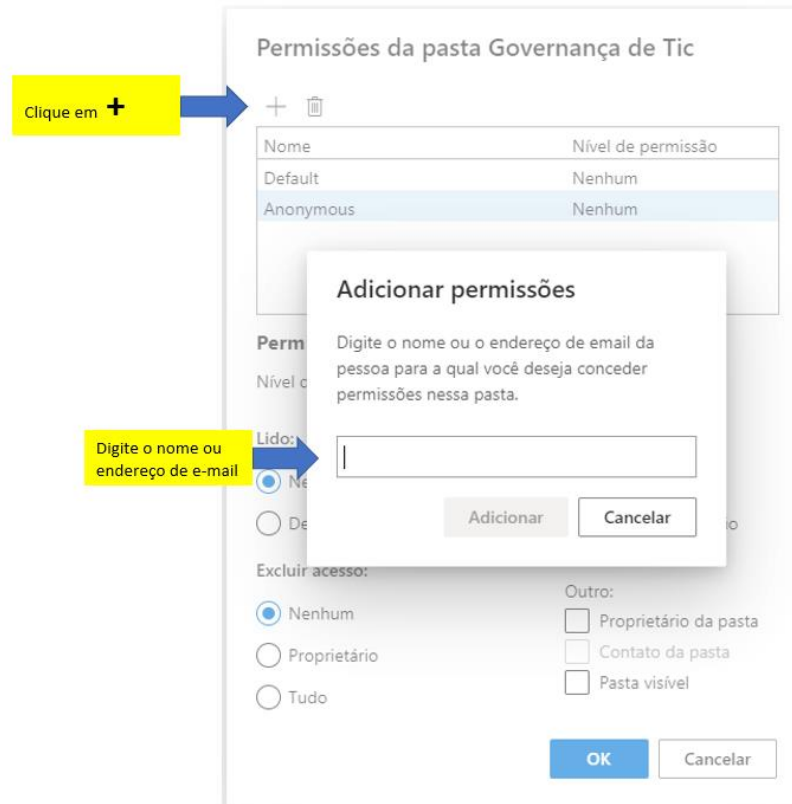 Permissões da pasta Governança de Tic
Clique em +
Nome Nível de permissão
Default Nenhum
Anonymous Nenhum
Adicionar permissões
Digite o nome ou o endereço de email da
pessoa para a qual você deseja conceder
permissões nessa pasta.
Perm
Nível
Lido:
Digite o nome ou
endereço de e-mail
Ne
De
Adicionar Cancelar
io
Excluir acesso:
Nenhum
Proprietário
Tudo
Outro:
Proprietário da pasta
Contato da pasta
Pasta visível
OK Cancelar